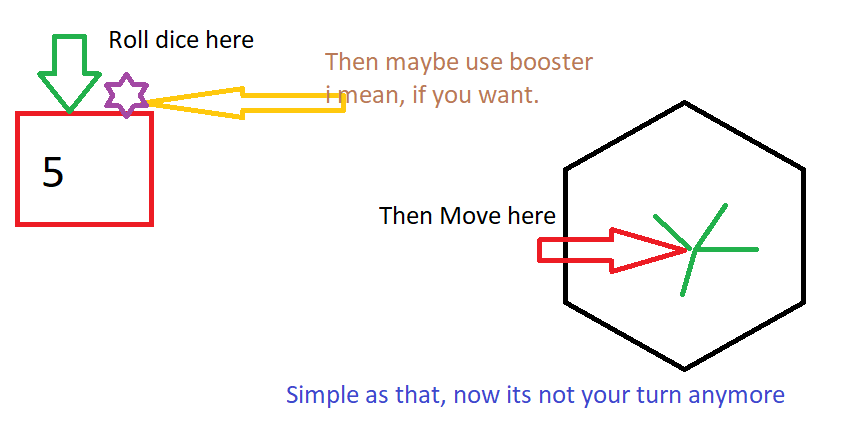 Roll dice here
Then maybe use booster
i mean, if you want.
5
Then Move here
Simple as that, now its not your turn anymore